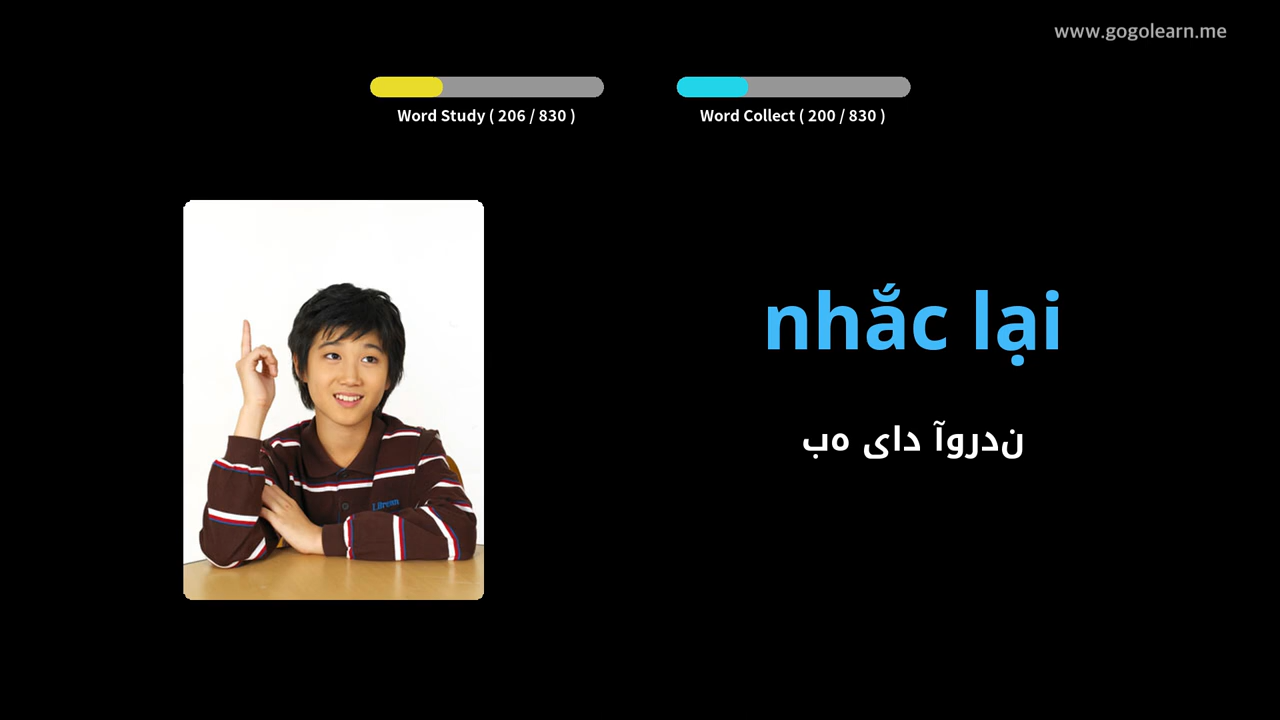 www.gogolearn.me
Word Study ( 206 / 830 )
Word Collect ( 200 / 830 )
nhắc lại
به یاد آوردن